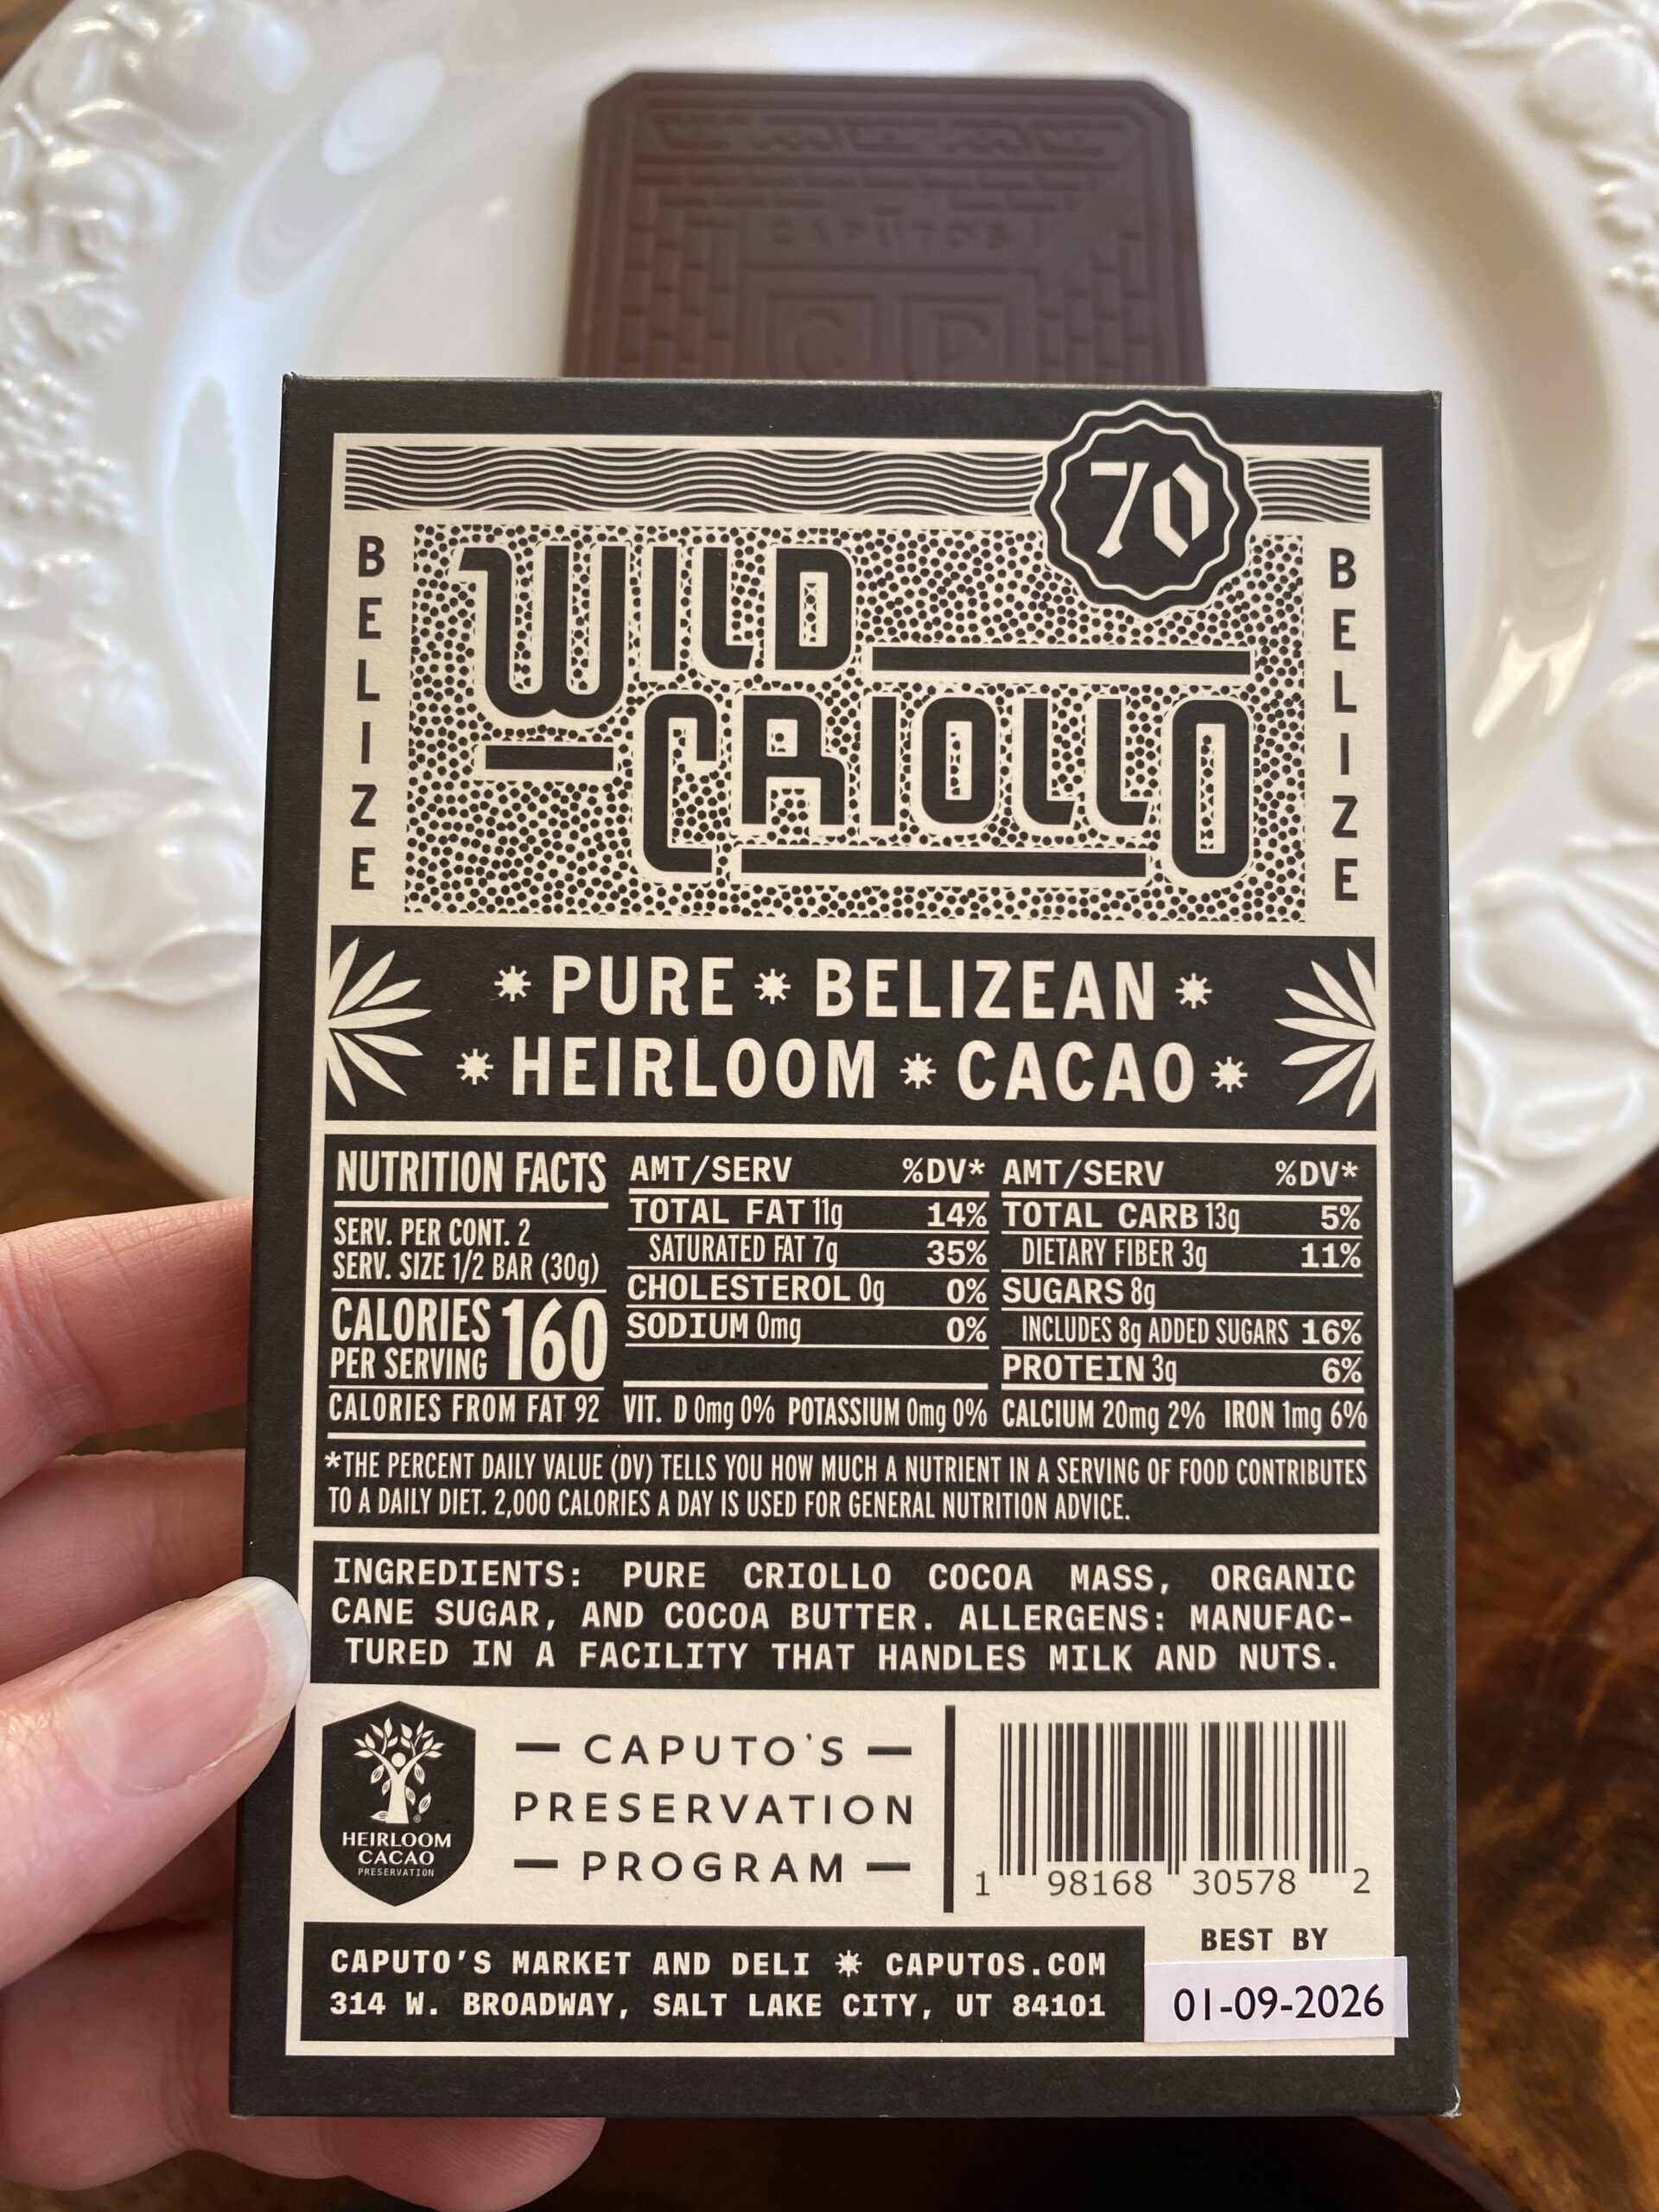 CAPUTO'S
C P
70
BELIZE
WILD
CRIOLLO
BELIZE
PURE BELIZEAN
HEIRLOOM CACAO
NUTRITION FACTS
SERV. PER CONT. 2
SERV. SIZE 1/2 BAR (30g)
CALORIES PER SERVING 160
CALORIES FROM FAT 92
AMT/SERV %DV*
TOTAL FAT 11g 14%
SATURATED FAT 7g 35%
CHOLESTEROL 0g 0%
SODIUM 0mg 0%
AMT/SERV %DV*
TOTAL CARB 13g 5%
DIETARY FIBER 3g 11%
SUGARS 8g
INCLUDES 8g ADDED SUGARS 16%
PROTEIN 3g 6%
VIT. D 0mg 0% POTASSIUM 0mg 0% CALCIUM 20mg 2% IRON 1mg 6%
*THE PERCENT DAILY VALUE (DV) TELLS YOU HOW MUCH A NUTRIENT IN A SERVING OF FOOD CONTRIBUTES
TO A DAILY DIET. 2,000 CALORIES A DAY IS USED FOR GENERAL NUTRITION ADVICE.
INGREDIENTS: PURE CRIOLLO COCOA MASS, ORGANIC
CANE SUGAR, AND COCOA BUTTER. ALLERGENS: MANUFAC-
TURED IN A FACILITY THAT HANDLES MILK AND NUTS.
HEIRLOOM
CACAO
PRESERVATION
CAPUTO'S
PRESERVATION
PROGRAM
1 98168 30578 2
BEST BY
01-09-2026
CAPUTO'S MARKET AND DELI CAPUTOS.COM
314 W. BROADWAY, SALT LAKE CITY, UT 84101